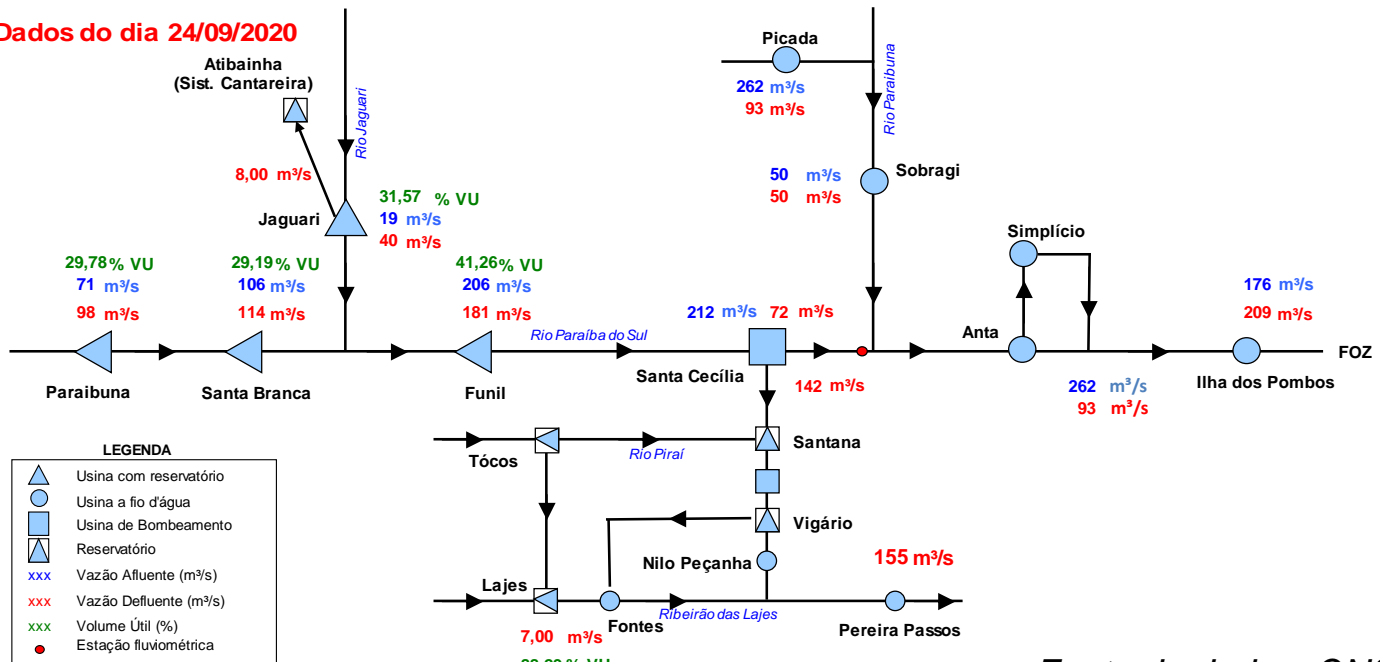 Dados do dia 24/09/2020
Atibainha
(Sist. Cantareira)
Rio Jaguari
8,00 m³/s
Jaguari
31,57 % VU
19 m³/s
40 m³/s
Picada
262 m³/s
93 m³/s
Rio Paraibuna
50 m³/s
50 m³/s
Sobragi
29,78 % VU
71 m³/s
98 m³/s
Paraibuna
29,19 % VU
106 m³/s
114 m³/s
Santa Branca
41,26 % VU
206 m³/s
181 m³/s
Funil
Rio Paraíba do Sul
212 m³/s 72 m³/s
Santa Cecília
142 m³/s
Simplício
Anta
262 m³/s
93 m³/s
176 m³/s
209 m³/s
Ilha dos Pombos
FOZ
Tócos
Rio Piraí
Santana
Vigário
Nilo Peçanha
155 m³/s
Lajes
Fontes
Ribeirão das Lajes
Pereira Passos
7,00 m³/s
LEGENDA
Usina com reservatório
Usina a fio d'água
Usina de Bombeamento
Reservatório
xxx Vazão Afluente (m³/s)
xxx Vazão Defluente (m³/s)
xxx Volume Útil (%)
Estação fluviométrica